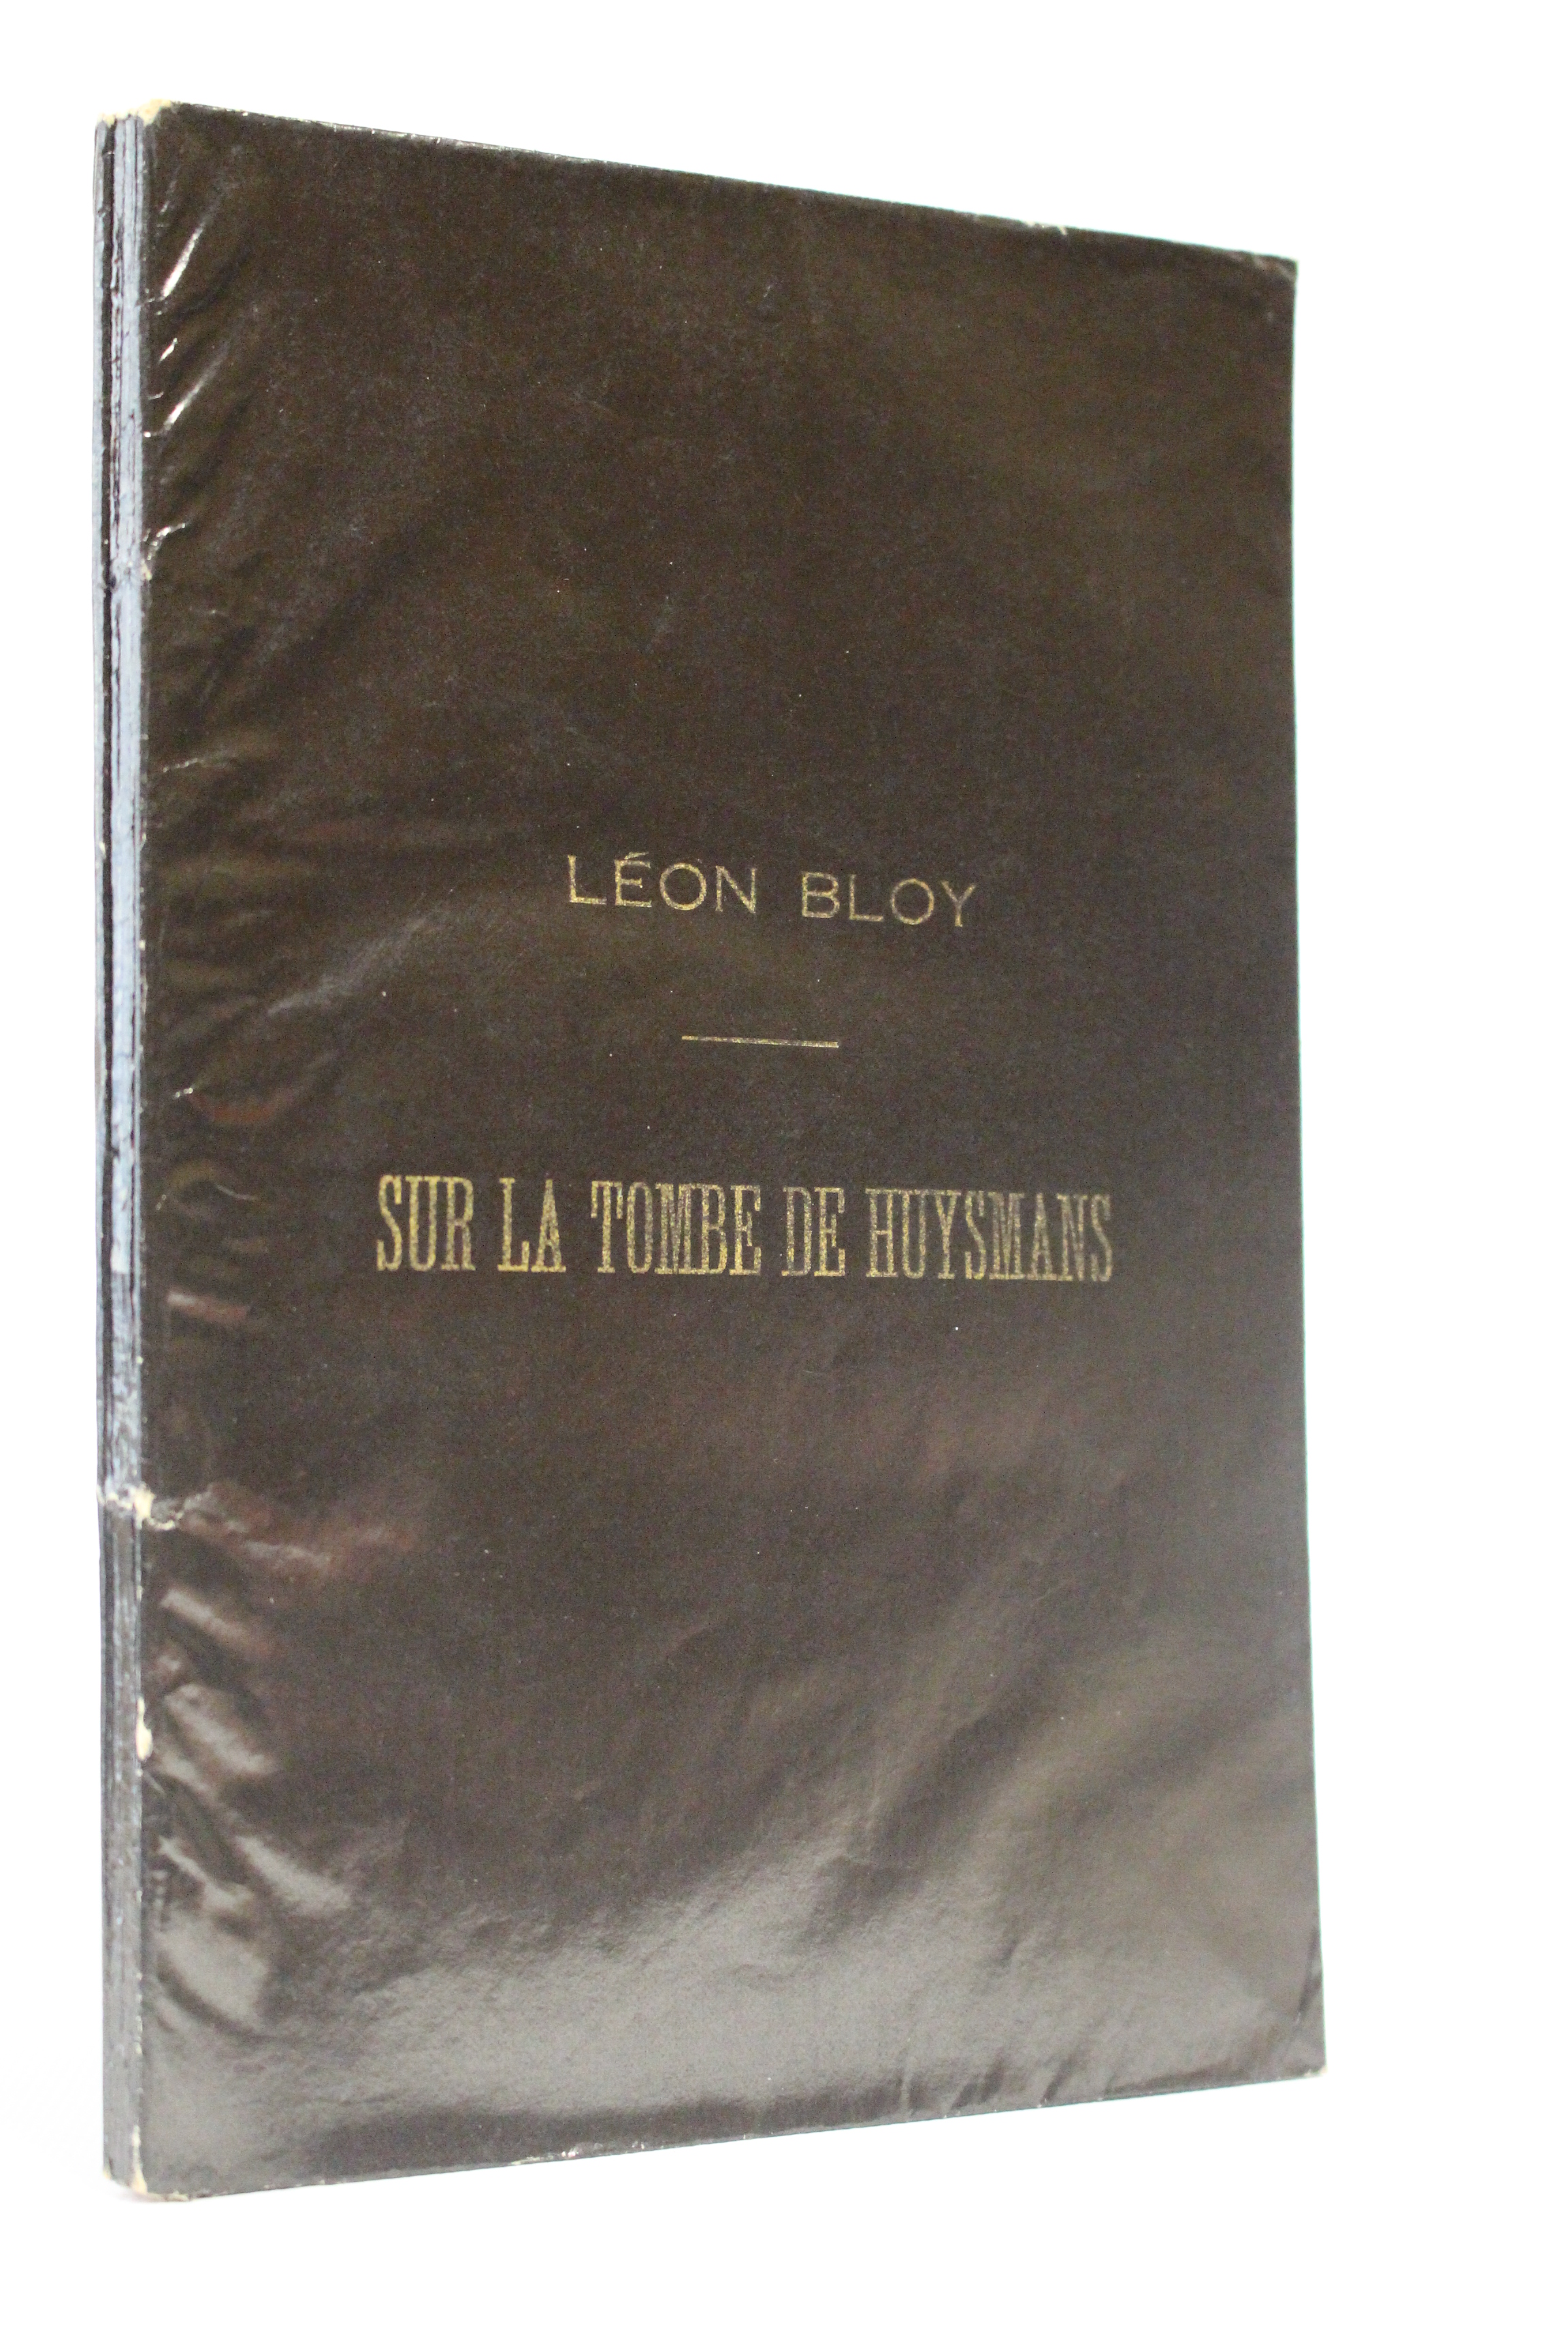 LÉON BLOY
SUR LA TOMBE DE HUYSMANS